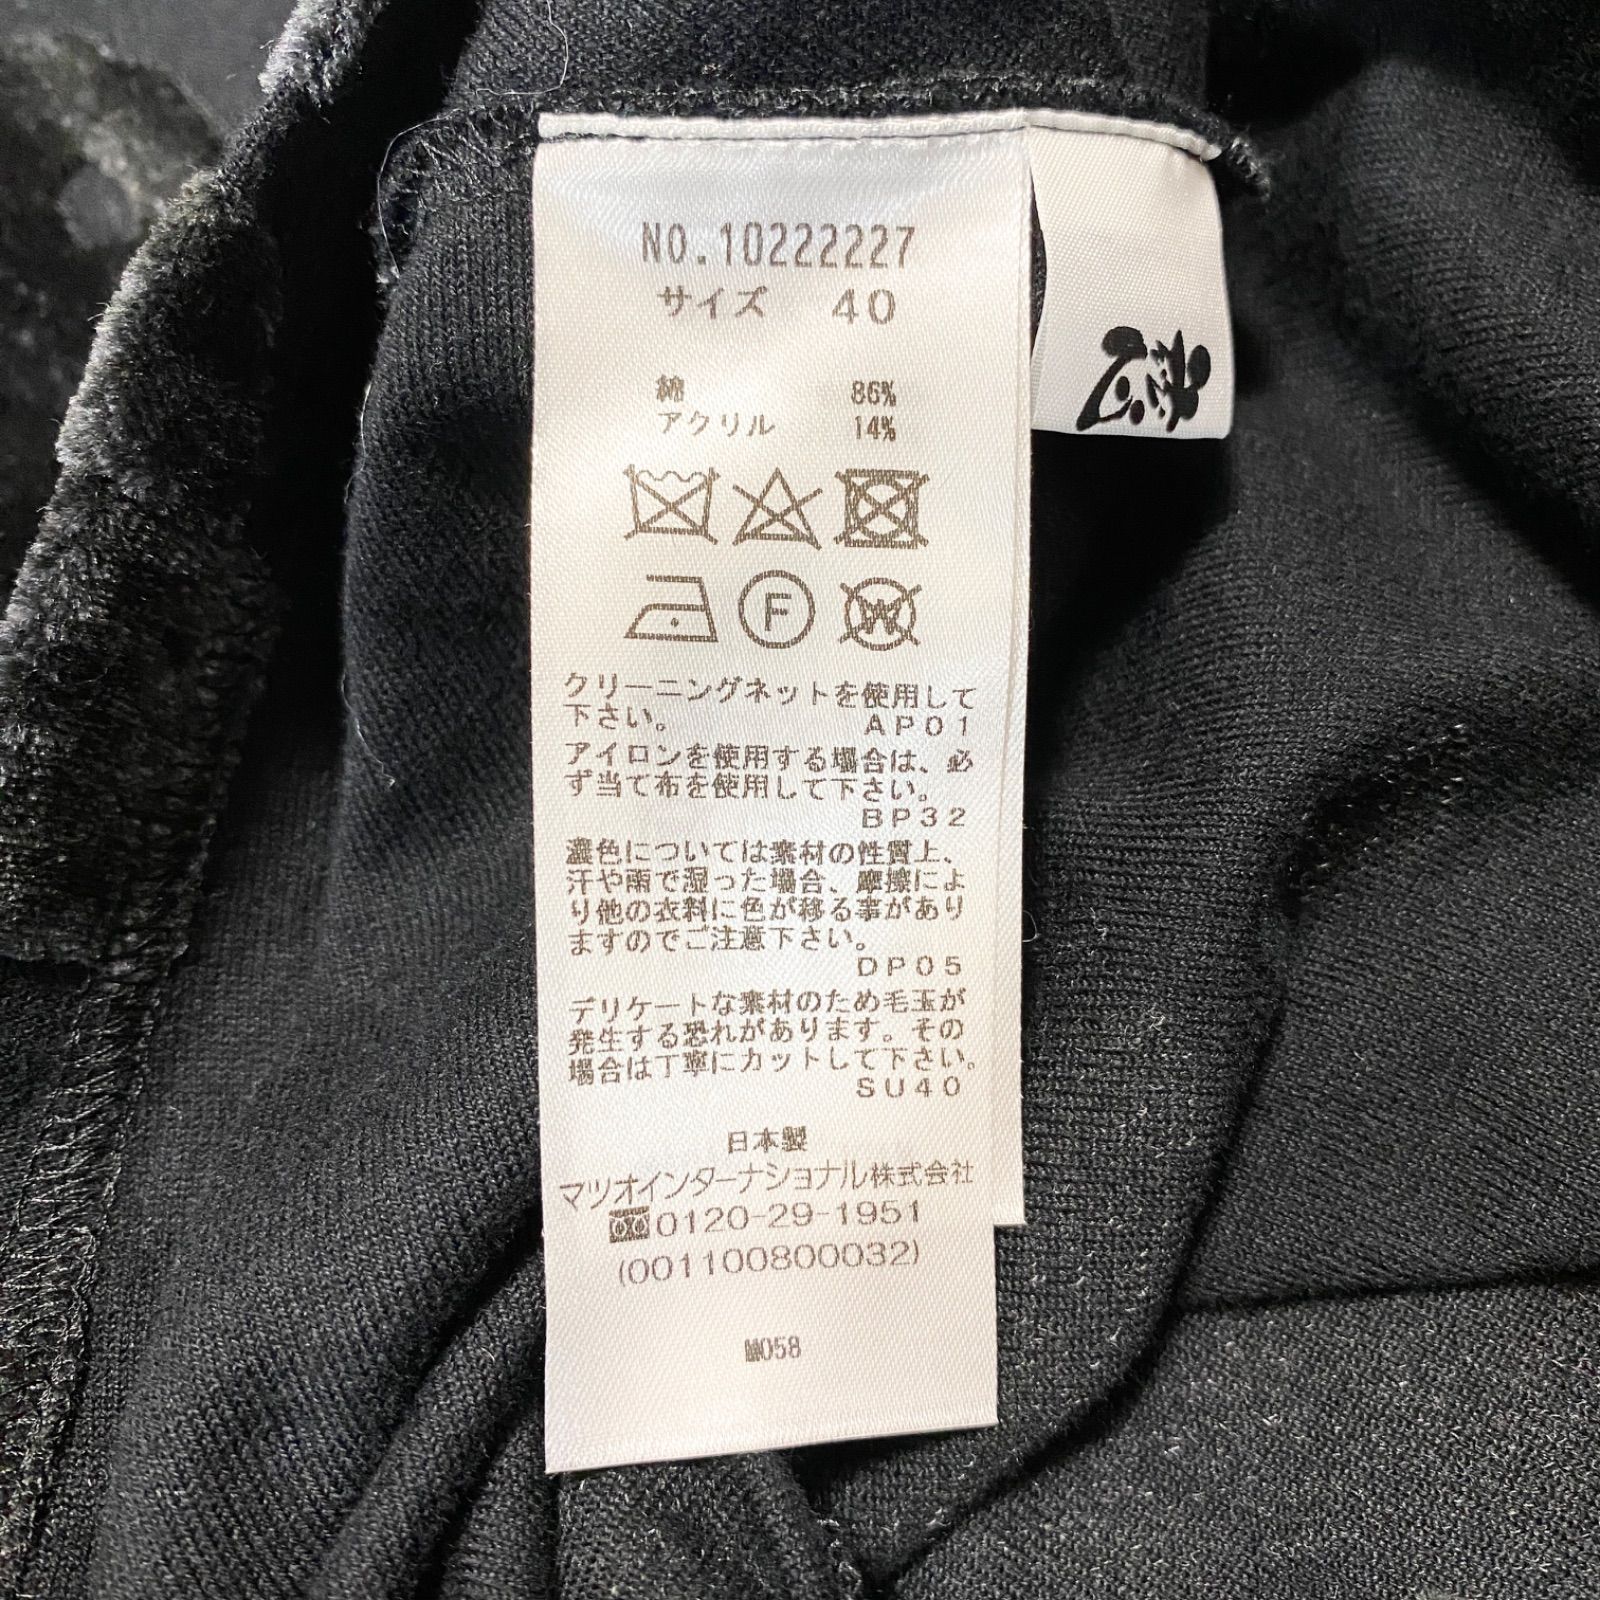 NO.10222227
サイズ 40
綿 86%
アクリル 14%
F
W
クリーニングネットを使用して
下さい。
AP01
アイロンを使用する場合は、必
ず当て布を使用して下さい。
BP32
濃色については素材の性質上、
汗や雨で湿った場合、摩擦によ
り他の衣料に色が移る事があり
ますのでご注意下さい。
DP05
デリケートな素材のため毛玉が
発生する恐れがあります。その
場合は丁寧にカットして下さい。
SU40
日本製
マツオインターナショナル株式会社
0120-29-1951
(001100800032)
M058